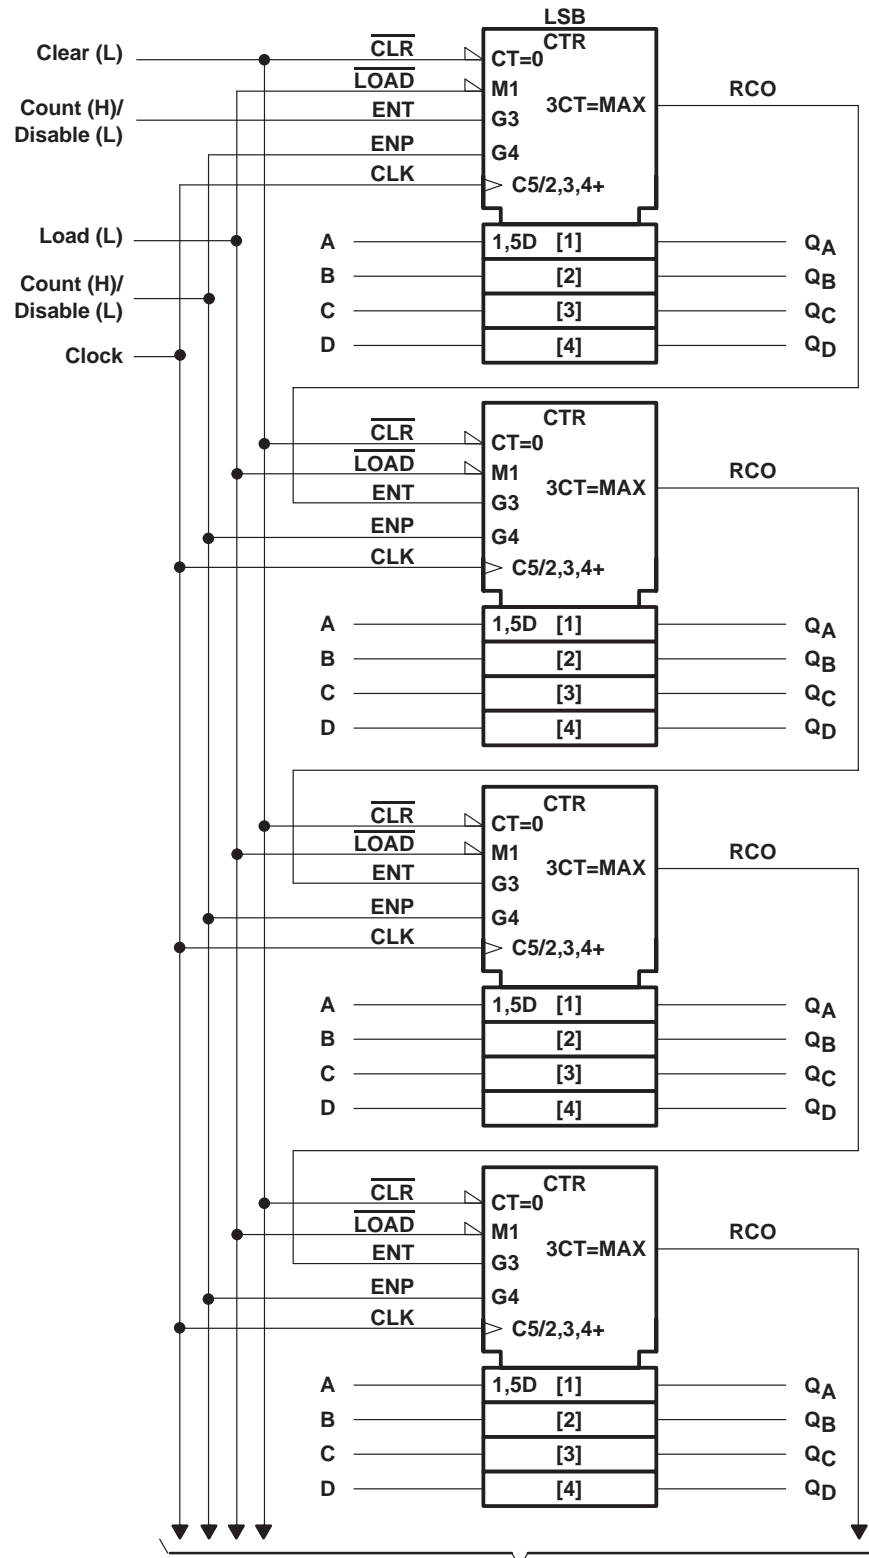 LSB
CTR
Clear (L)
CLR
CT=0
LOAD
M1
3CT=MAX
RCO
Count (H)/
Disable (L)
ENT
G3
ENP
G4
CLK
C5/2,3,4+
Load (L)
A
1,5D [1]
QA
Count (H)/
Disable (L)
B
[2]
QB
C
[3]
QC
Clock
D
[4]
QD
CTR
CLR
CT=0
LOAD
M1
3CT=MAX
RCO
ENT
G3
ENP
G4
CLK
C5/2,3,4+
A
1,5D [1]
QA
B
[2]
QB
C
[3]
QC
D
[4]
QD
CTR
CLR
CT=0
LOAD
M1
3CT=MAX
RCO
ENT
G3
ENP
G4
CLK
C5/2,3,4+
A
1,5D [1]
QA
B
[2]
QB
C
[3]
QC
D
[4]
QD
CTR
CLR
CT=0
LOAD
M1
3CT=MAX
RCO
ENT
G3
ENP
G4
CLK
C5/2,3,4+
A
1,5D [1]
QA
B
[2]
QB
C
[3]
QC
D
[4]
QD